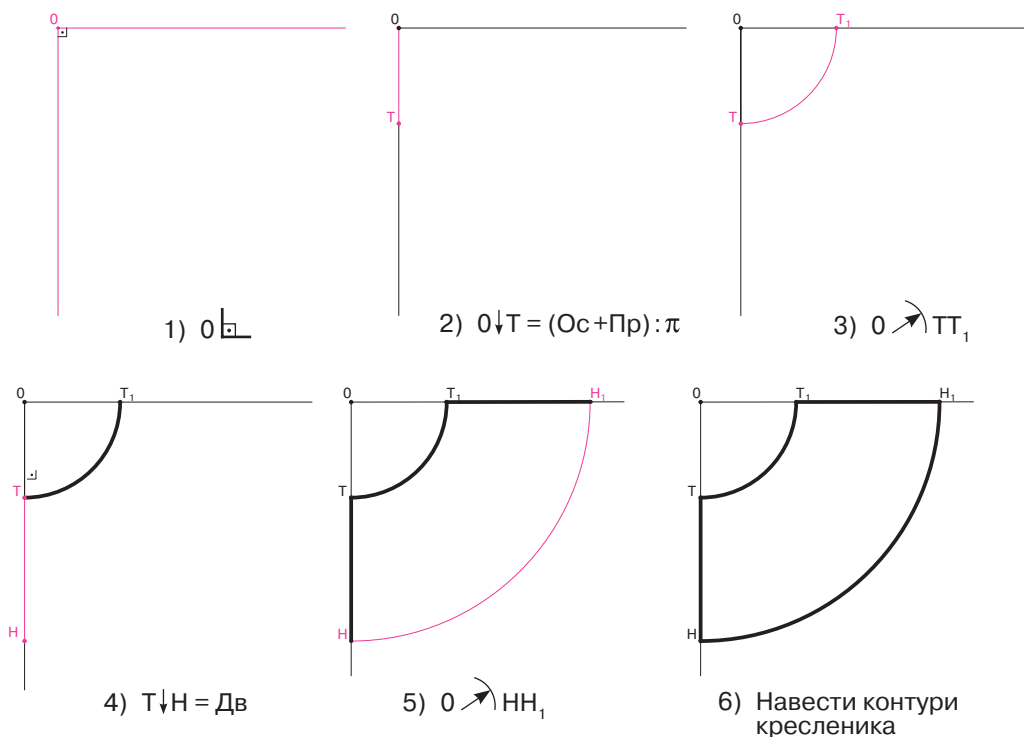 0
0
T
0
T₁
T
1) 0
2) 0↓T = (Ос+Пр):π
3) 0 TT₁
0
T₁
T
H
0
T₁
H₁
T
H
0
T₁
H₁
T
H
4) T↓H = Дв
5) 0 HH₁
6) Навести контури
кресленика